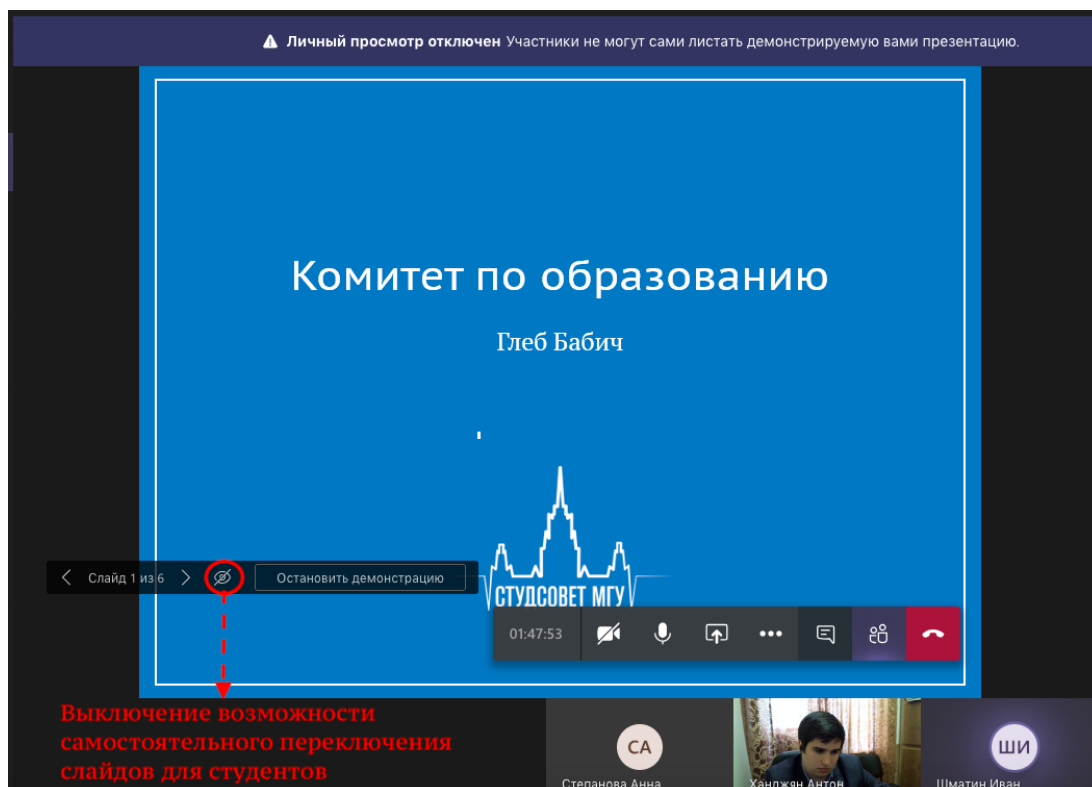 Личный просмотр отключен Участники не могут сами листать демонстрируемую вами презентацию.
Комитет по образованию
Глеб Бабич
Слайд 1 из 6
Остановить демонстрацию
СТУДСОВЕТ МГУ
01:47:53
Выключение возможности
самостоятельного переключения
слайдов для студентов
СА
Степанова Анна
Ханджян Антон
ШИ
Шматин Иван